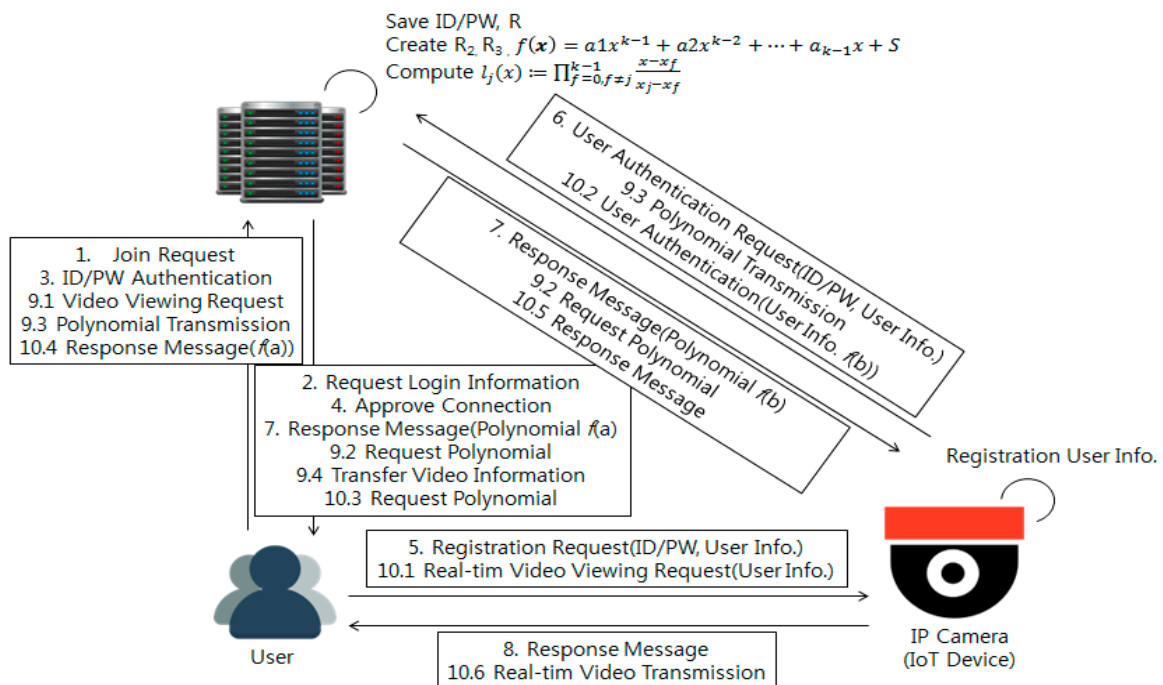 Save ID/PW, R
Create R₂, R₃, f(x) = a1x^{k−1} + a2x^{k−2} + ⋯ + a_{k−1}x + S
Compute l_j(x) ≔ ∏_{f=0,f≠j}^{k−1} \frac{x−x_f}{x_j−x_f}
6. User Authentication Request(ID/PW, User Info.)
9.3 Polynomial Transmission
10.2 User Authentication(User Info. f(b))
7. Response Message(Polynomial f(b)
9.2 Request Polynomial
10.5 Response Message
1. Join Request
3. ID/PW Authentication
9.1 Video Viewing Request
9.3 Polynomial Transmission
10.4 Response Message(f(a))
2. Request Login Information
4. Approve Connection
7. Response Message(Polynomial f(a)
9.2 Request Polynomial
9.4 Transfer Video Information
10.3 Request Polynomial
Registration User Info.
5. Registration Request(ID/PW, User Info.)
10.1 Real-tim Video Viewing Request(User Info.)
8. Response Message
10.6 Real-tim Video Transmission
User
IP Camera
(IoT Device)